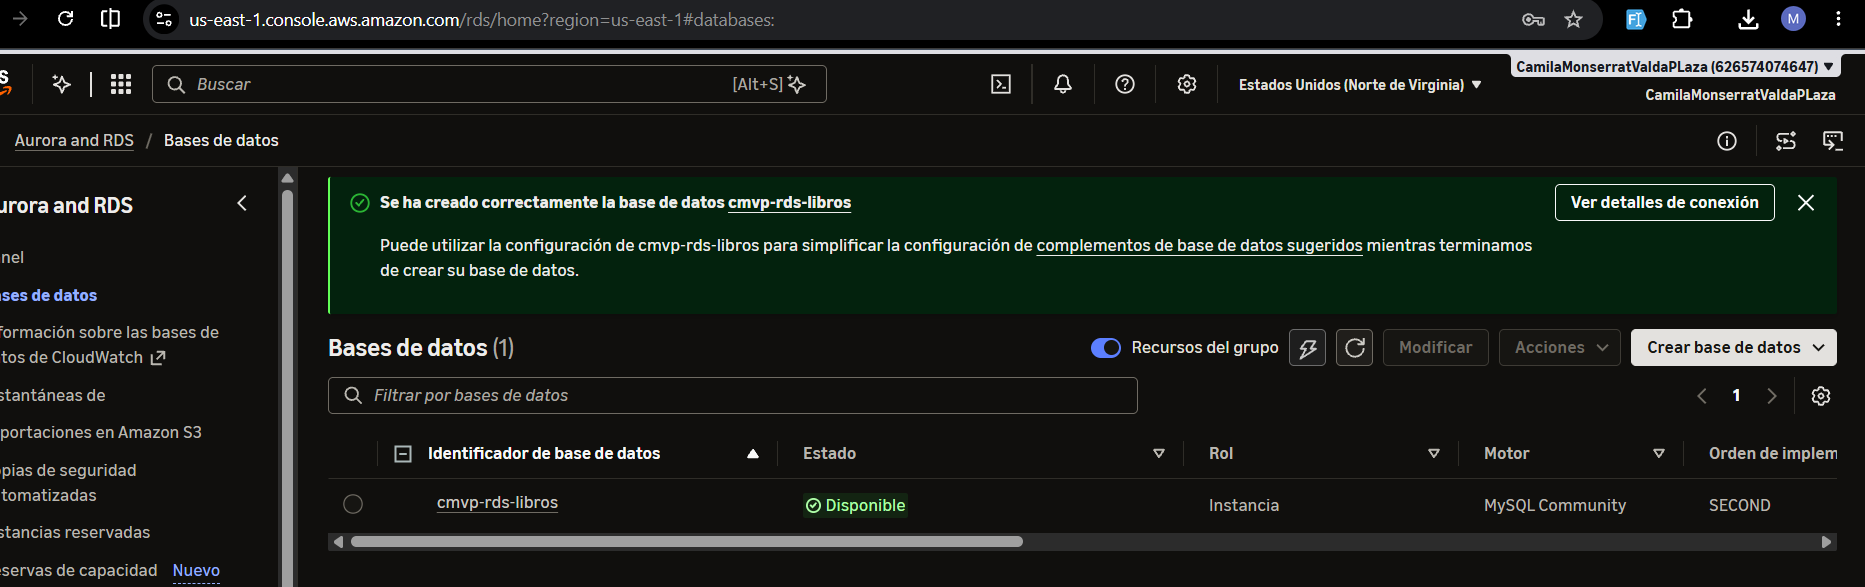 us-east-1.console.aws.amazon.com/rds/home?region=us-east-1#databases:
M
Buscar
[Alt+S]
Estados Unidos (Norte de Virginia)
CamilaMonserratValdaPLaza (626574074647)
CamilaMonserratValdaPLaza
Aurora and RDS / Bases de datos
urora and RDS
Se ha creado correctamente la base de datos cmvp-rds-libros
Ver detalles de conexión
Puede utilizar la configuración de cmvp-rds-libros para simplificar la configuración de complementos de base de datos sugeridos mientras terminamos
de crear su base de datos.
nel
ses de datos
formación sobre las bases de
tos de CloudWatch
stantáneas de
portaciones en Amazon S3
pias de seguridad
tomatizadas
stancias reservadas
servas de capacidad Nuevo
Bases de datos (1)
Recursos del grupo
Modificar
Acciones
Crear base de datos
Filtrar por bases de datos
1
Identificador de base de datos
Estado
Rol
Motor
Orden de implem
cmvp-rds-libros
Disponible
Instancia
MySQL Community
SECOND